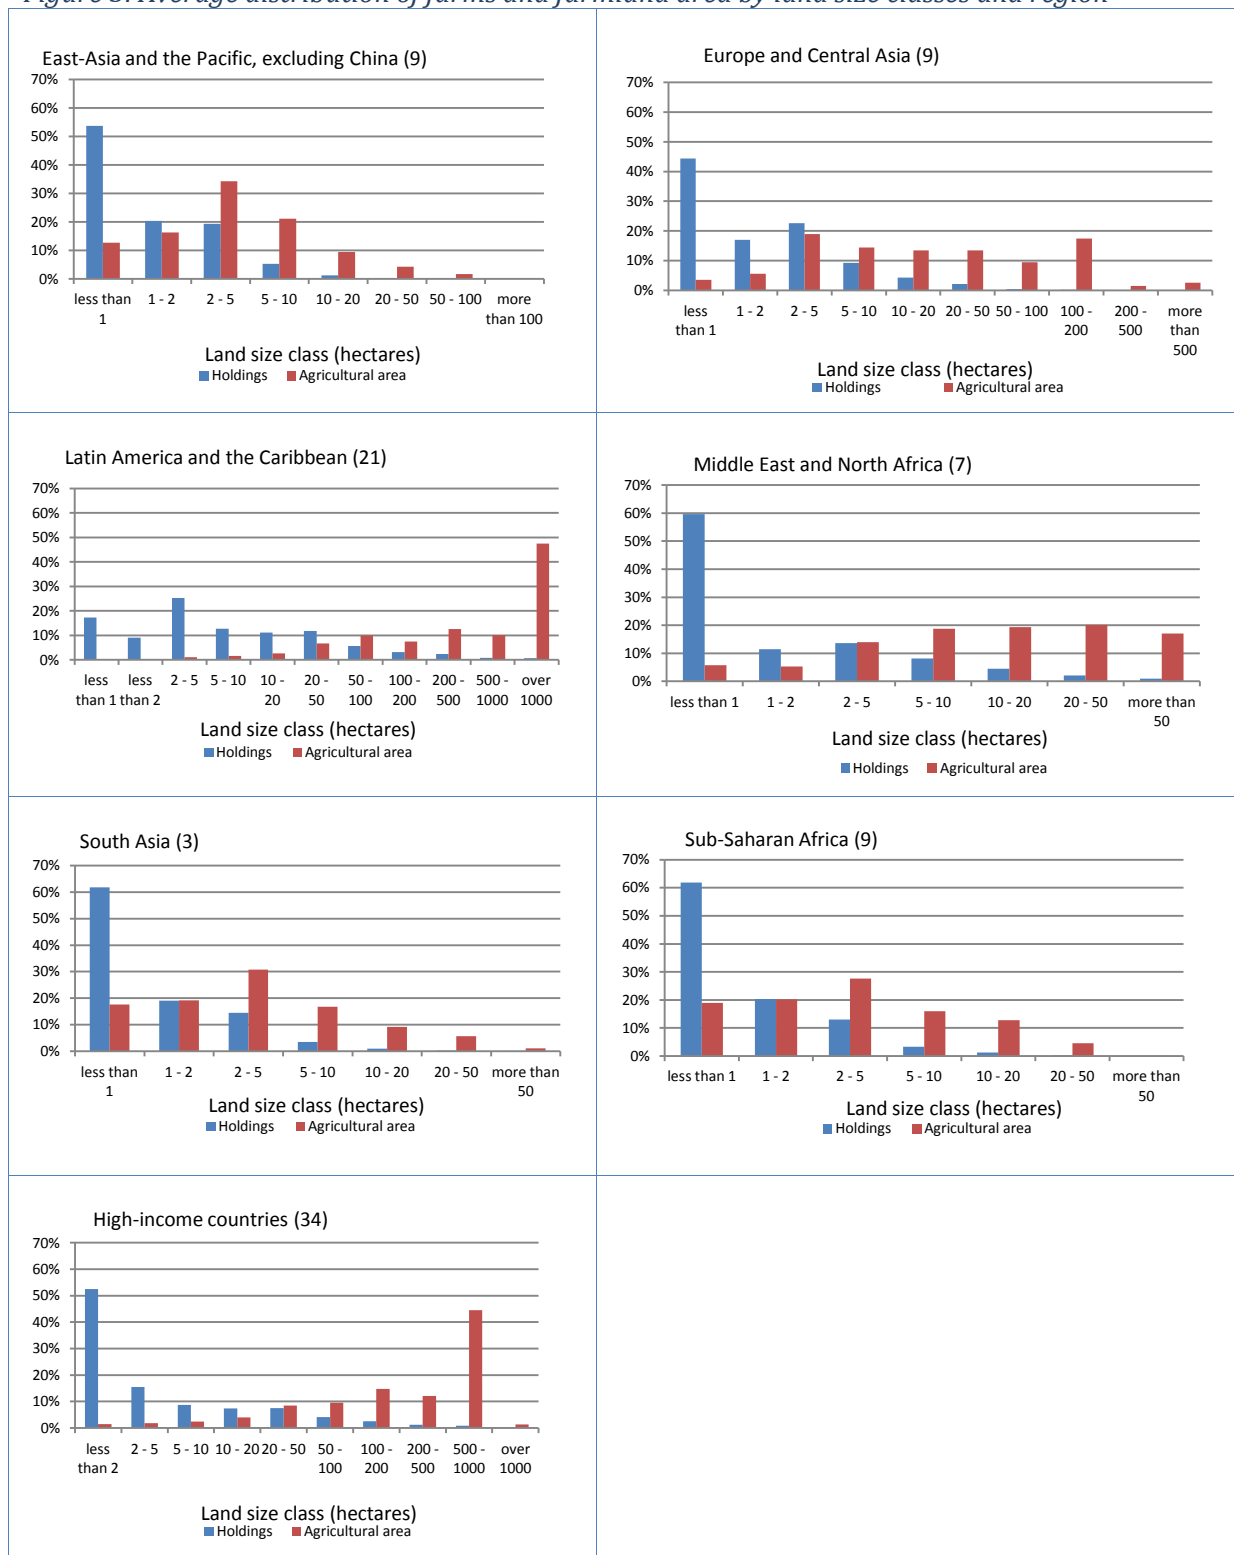 Figure Average distribution of farms and farmland area by land size classes and region
East-Asia and the Pacific, excluding China (9)
70%
60%
50%
40%
30%
20%
10%
0%
less than 1 - 2 2 - 5 5 - 10 10 - 20 20 - 50 50 - 100 more
1 than 100
Land size class (hectares)
Holdings Agricultural area
Europe and Central Asia (9)
70%
60%
50%
40%
30%
20%
10%
0%
less 1 - 2 2 - 5 5 - 10 10 - 20 20 - 50 50 - 100 100 - 200 - more
than 1 200 500 than
500
Land size class (hectares)
Holdings Agricultural area
Latin America and the Caribbean (21)
70%
60%
50%
40%
30%
20%
10%
0%
less less 2 - 5 5 - 10 10 - 20 - 50 - 100 - 200 - 500 - over
than 1 than 2 20 50 100 200 500 1000 1000
Land size class (hectares)
Holdings Agricultural area
Middle East and North Africa (7)
70%
60%
50%
40%
30%
20%
10%
0%
less than 1 1 - 2 2 - 5 5 - 10 10 - 20 20 - 50 more than
50
Land size class (hectares)
Holdings Agricultural area
South Asia (3)
70%
60%
50%
40%
30%
20%
10%
0%
less than 1 - 2 2 - 5 5 - 10 10 - 20 20 - 50 more than
1 50
Land size class (hectares)
Holdings Agricultural area
Sub-Saharan Africa (9)
70%
60%
50%
40%
30%
20%
10%
0%
less than 1 1 - 2 2 - 5 5 - 10 10 - 20 20 - 50 more than
50
Land size class (hectares)
Holdings Agricultural area
High-income countries (34)
70%
60%
50%
40%
30%
20%
10%
0%
less 2 - 5 5 - 10 10 - 20 20 - 50 50 - 100 - 200 - 500 - over
than 2 100 200 500 1000 1000
Land size class (hectares)
Holdings Agricultural area